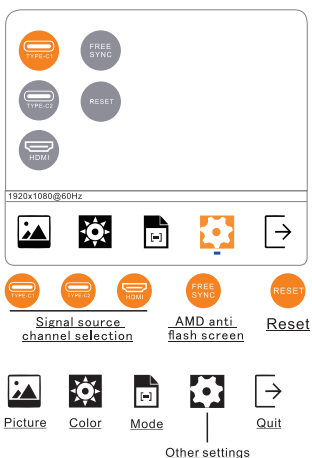 TYPE-C1
FREE
SYNC
TYPE-C2
RESET
HDMI
1920x1080@60Hz
TYPE-C1
TYPE-C2
HDMI
FREE
SYNC
RESET
Signal source
channel selection
AMD anti
flash screen
Reset
Picture
Color
Mode
Quit
Other settings